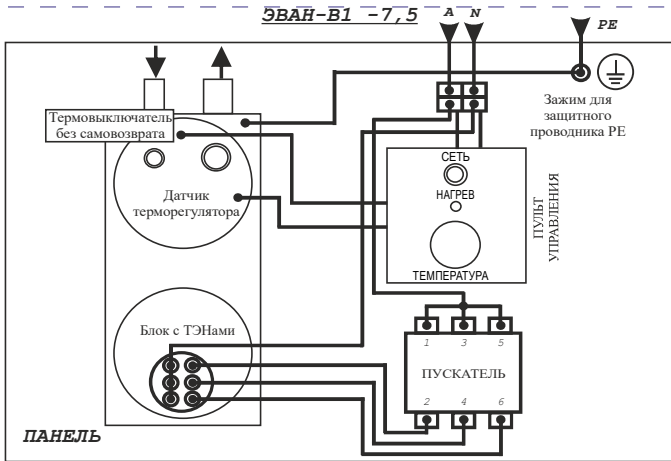 ЭВАН-В1 -7,5
A N
PE
Термовыключатель
без самовозврата
Зажим для
защитного
проводника PE
СЕТЬ
НАГРЕВ
Датчик
терморегулятора
ПУЛЬТ
УПРАВЛЕНИЯ
ТЕМПЕРАТУРА
Блок с ТЭНами
1 3 5
ПУСКАТЕЛЬ
2 4 6
ПАНЕЛЬ